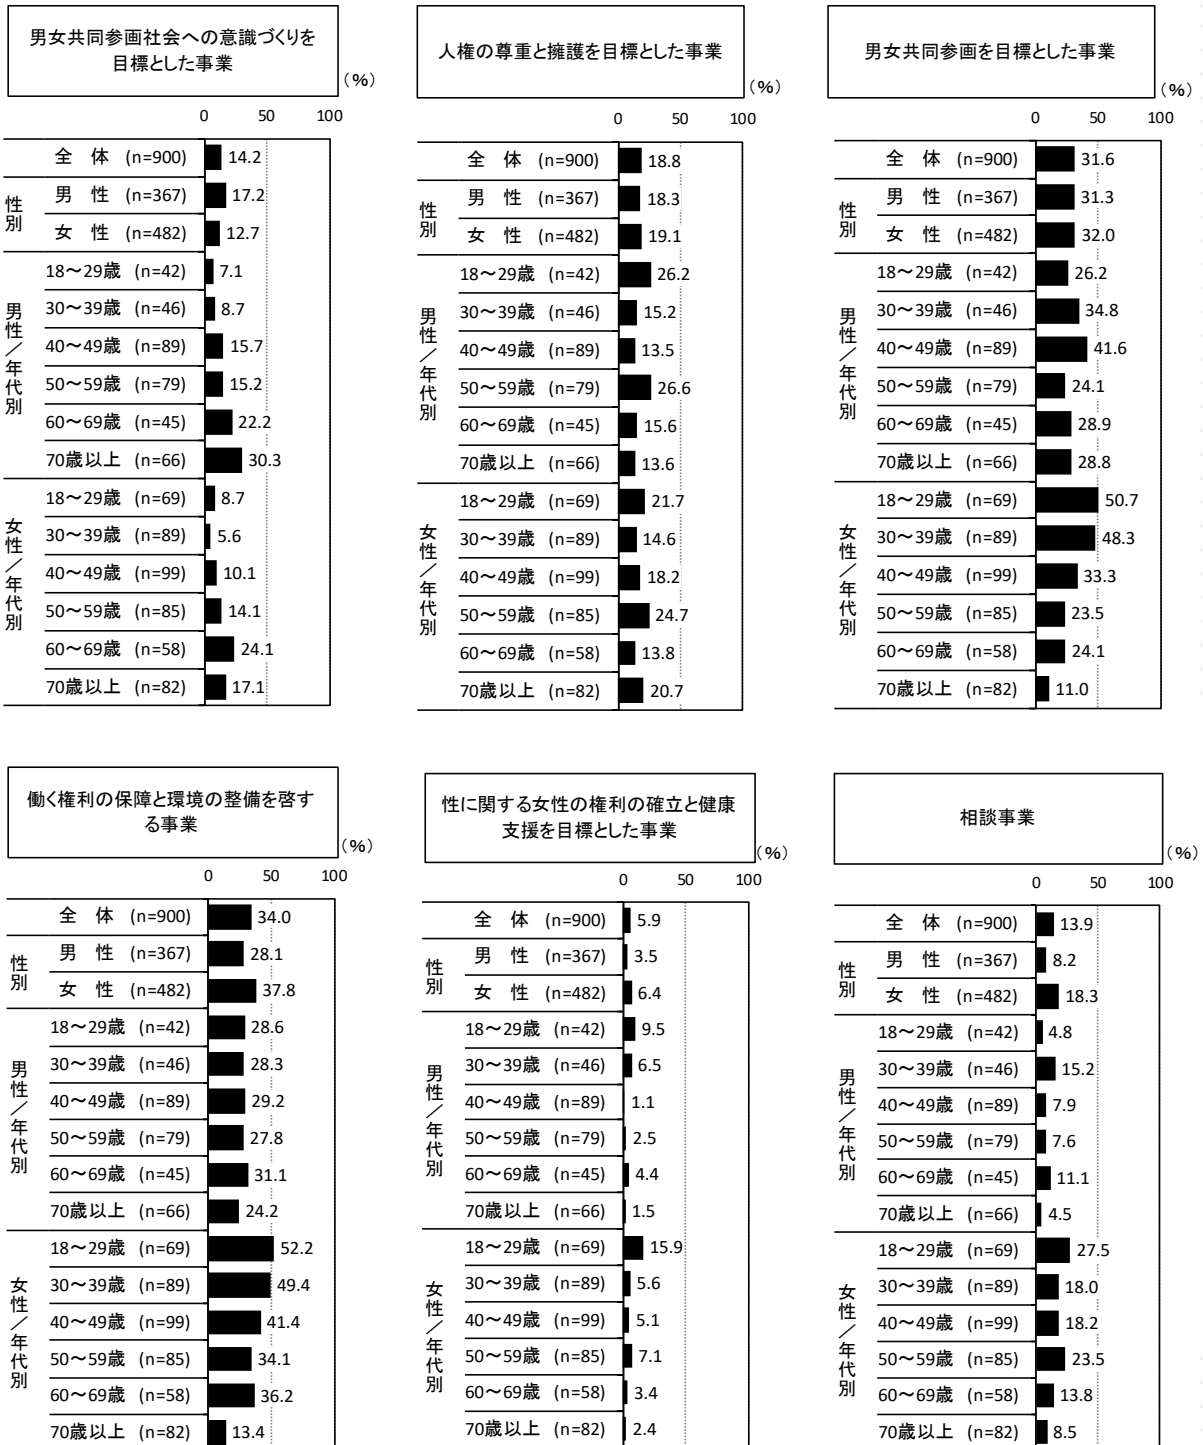 男女共同参画社会への意識づくりを
目標とした事業
(%)
0 50 100
全 体 (n=900) 14.2
性別
男 性 (n=367) 17.2
女 性 (n=482) 12.7
男性/年代別
18~29歳 (n=42) 7.1
30~39歳 (n=46) 8.7
40~49歳 (n=89) 15.7
50~59歳 (n=79) 15.2
60~69歳 (n=45) 22.2
70歳以上 (n=66) 30.3
女性/年代別
18~29歳 (n=69) 8.7
30~39歳 (n=89) 5.6
40~49歳 (n=99) 10.1
50~59歳 (n=85) 14.1
60~69歳 (n=58) 24.1
70歳以上 (n=82) 17.1
人権の尊重と擁護を目標とした事業
(%)
0 50 100
全 体 (n=900) 18.8
性別
男 性 (n=367) 18.3
女 性 (n=482) 19.1
男性/年代別
18~29歳 (n=42) 26.2
30~39歳 (n=46) 15.2
40~49歳 (n=89) 13.5
50~59歳 (n=79) 26.6
60~69歳 (n=45) 15.6
70歳以上 (n=66) 13.6
女性/年代別
18~29歳 (n=69) 21.7
30~39歳 (n=89) 14.6
40~49歳 (n=99) 18.2
50~59歳 (n=85) 24.7
60~69歳 (n=58) 13.8
70歳以上 (n=82) 20.7
男女共同参画を目標とした事業
(%)
0 50 100
全 体 (n=900) 31.6
性別
男 性 (n=367) 31.3
女 性 (n=482) 32.0
男性/年代別
18~29歳 (n=42) 26.2
30~39歳 (n=46) 34.8
40~49歳 (n=89) 41.6
50~59歳 (n=79) 24.1
60~69歳 (n=45) 28.9
70歳以上 (n=66) 28.8
女性/年代別
18~29歳 (n=69) 50.7
30~39歳 (n=89) 48.3
40~49歳 (n=99) 33.3
50~59歳 (n=85) 23.5
60~69歳 (n=58) 24.1
70歳以上 (n=82) 11.0
働く権利の保障と環境の整備を啓す
る事業
(%)
0 50 100
全 体 (n=900) 34.0
性別
男 性 (n=367) 28.1
女 性 (n=482) 37.8
男性/年代別
18~29歳 (n=42) 28.6
30~39歳 (n=46) 28.3
40~49歳 (n=89) 29.2
50~59歳 (n=79) 27.8
60~69歳 (n=45) 31.1
70歳以上 (n=66) 24.2
女性/年代別
18~29歳 (n=69) 52.2
30~39歳 (n=89) 49.4
40~49歳 (n=99) 41.4
50~59歳 (n=85) 34.1
60~69歳 (n=58) 36.2
70歳以上 (n=82) 13.4
性に関する女性の権利の確立と健康
支援を目標とした事業
(%)
0 50 100
全 体 (n=900) 5.9
性別
男 性 (n=367) 3.5
女 性 (n=482) 6.4
男性/年代別
18~29歳 (n=42) 9.5
30~39歳 (n=46) 6.5
40~49歳 (n=89) 1.1
50~59歳 (n=79) 2.5
60~69歳 (n=45) 4.4
70歳以上 (n=66) 1.5
女性/年代別
18~29歳 (n=69) 15.9
30~39歳 (n=89) 5.6
40~49歳 (n=99) 5.1
50~59歳 (n=85) 7.1
60~69歳 (n=58) 3.4
70歳以上 (n=82) 2.4
相談事業
(%)
0 50 100
全 体 (n=900) 13.9
性別
男 性 (n=367) 8.2
女 性 (n=482) 18.3
男性/年代別
18~29歳 (n=42) 4.8
30~39歳 (n=46) 15.2
40~49歳 (n=89) 7.9
50~59歳 (n=79) 7.6
60~69歳 (n=45) 11.1
70歳以上 (n=66) 4.5
女性/年代別
18~29歳 (n=69) 27.5
30~39歳 (n=89) 18.0
40~49歳 (n=99) 18.2
50~59歳 (n=85) 23.5
60~69歳 (n=58) 13.8
70歳以上 (n=82) 8.5